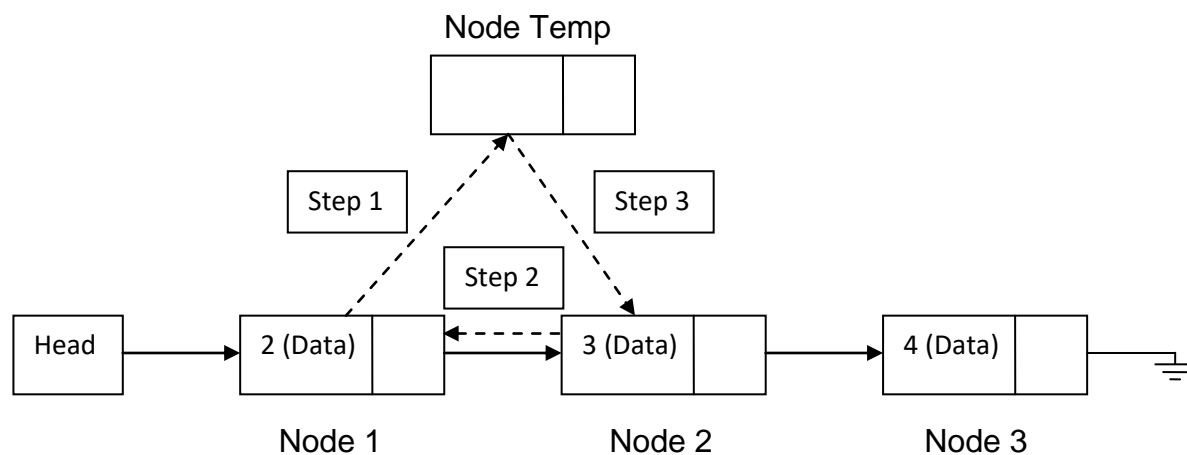 Node Temp
Step 1
Step 3
Step 2
Head
2 (Data)
3 (Data)
4 (Data)
Node 1
Node 2
Node 3